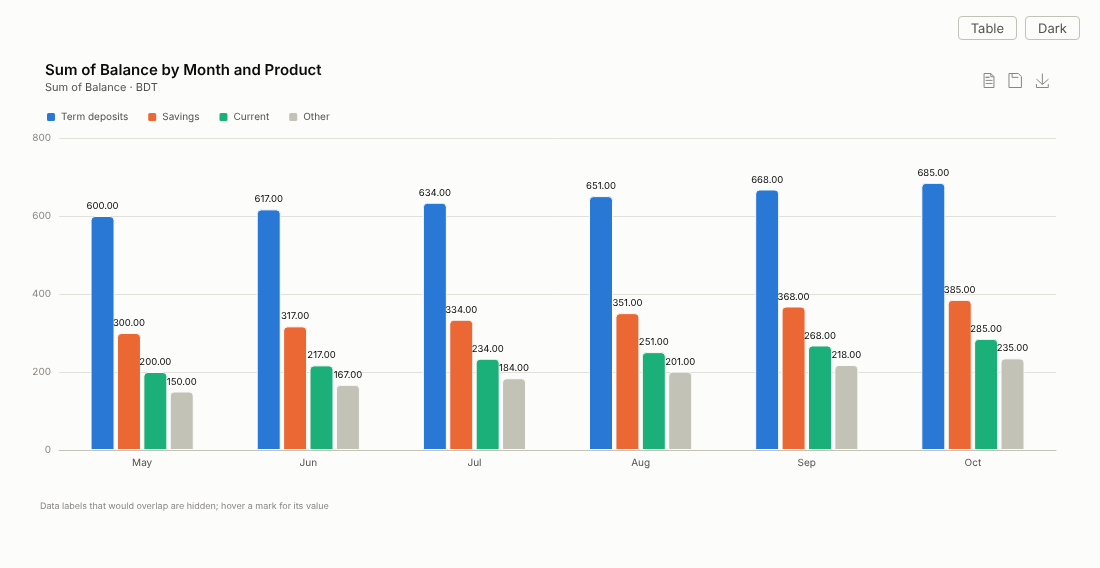 Table Dark
Sum of Balance by Month and Product
Sum of Balance · BDT
Term deposits Savings Current Other
800
600
400
200
0
600.00 300.00 200.00 150.00
617.00 317.00 217.00 167.00
634.00 334.00 234.00 184.00
651.00 351.00 251.00 201.00
668.00 368.00 268.00 218.00
685.00 385.00 285.00 235.00
May Jun Jul Aug Sep Oct
Data labels that would overlap are hidden; hover a mark for its value